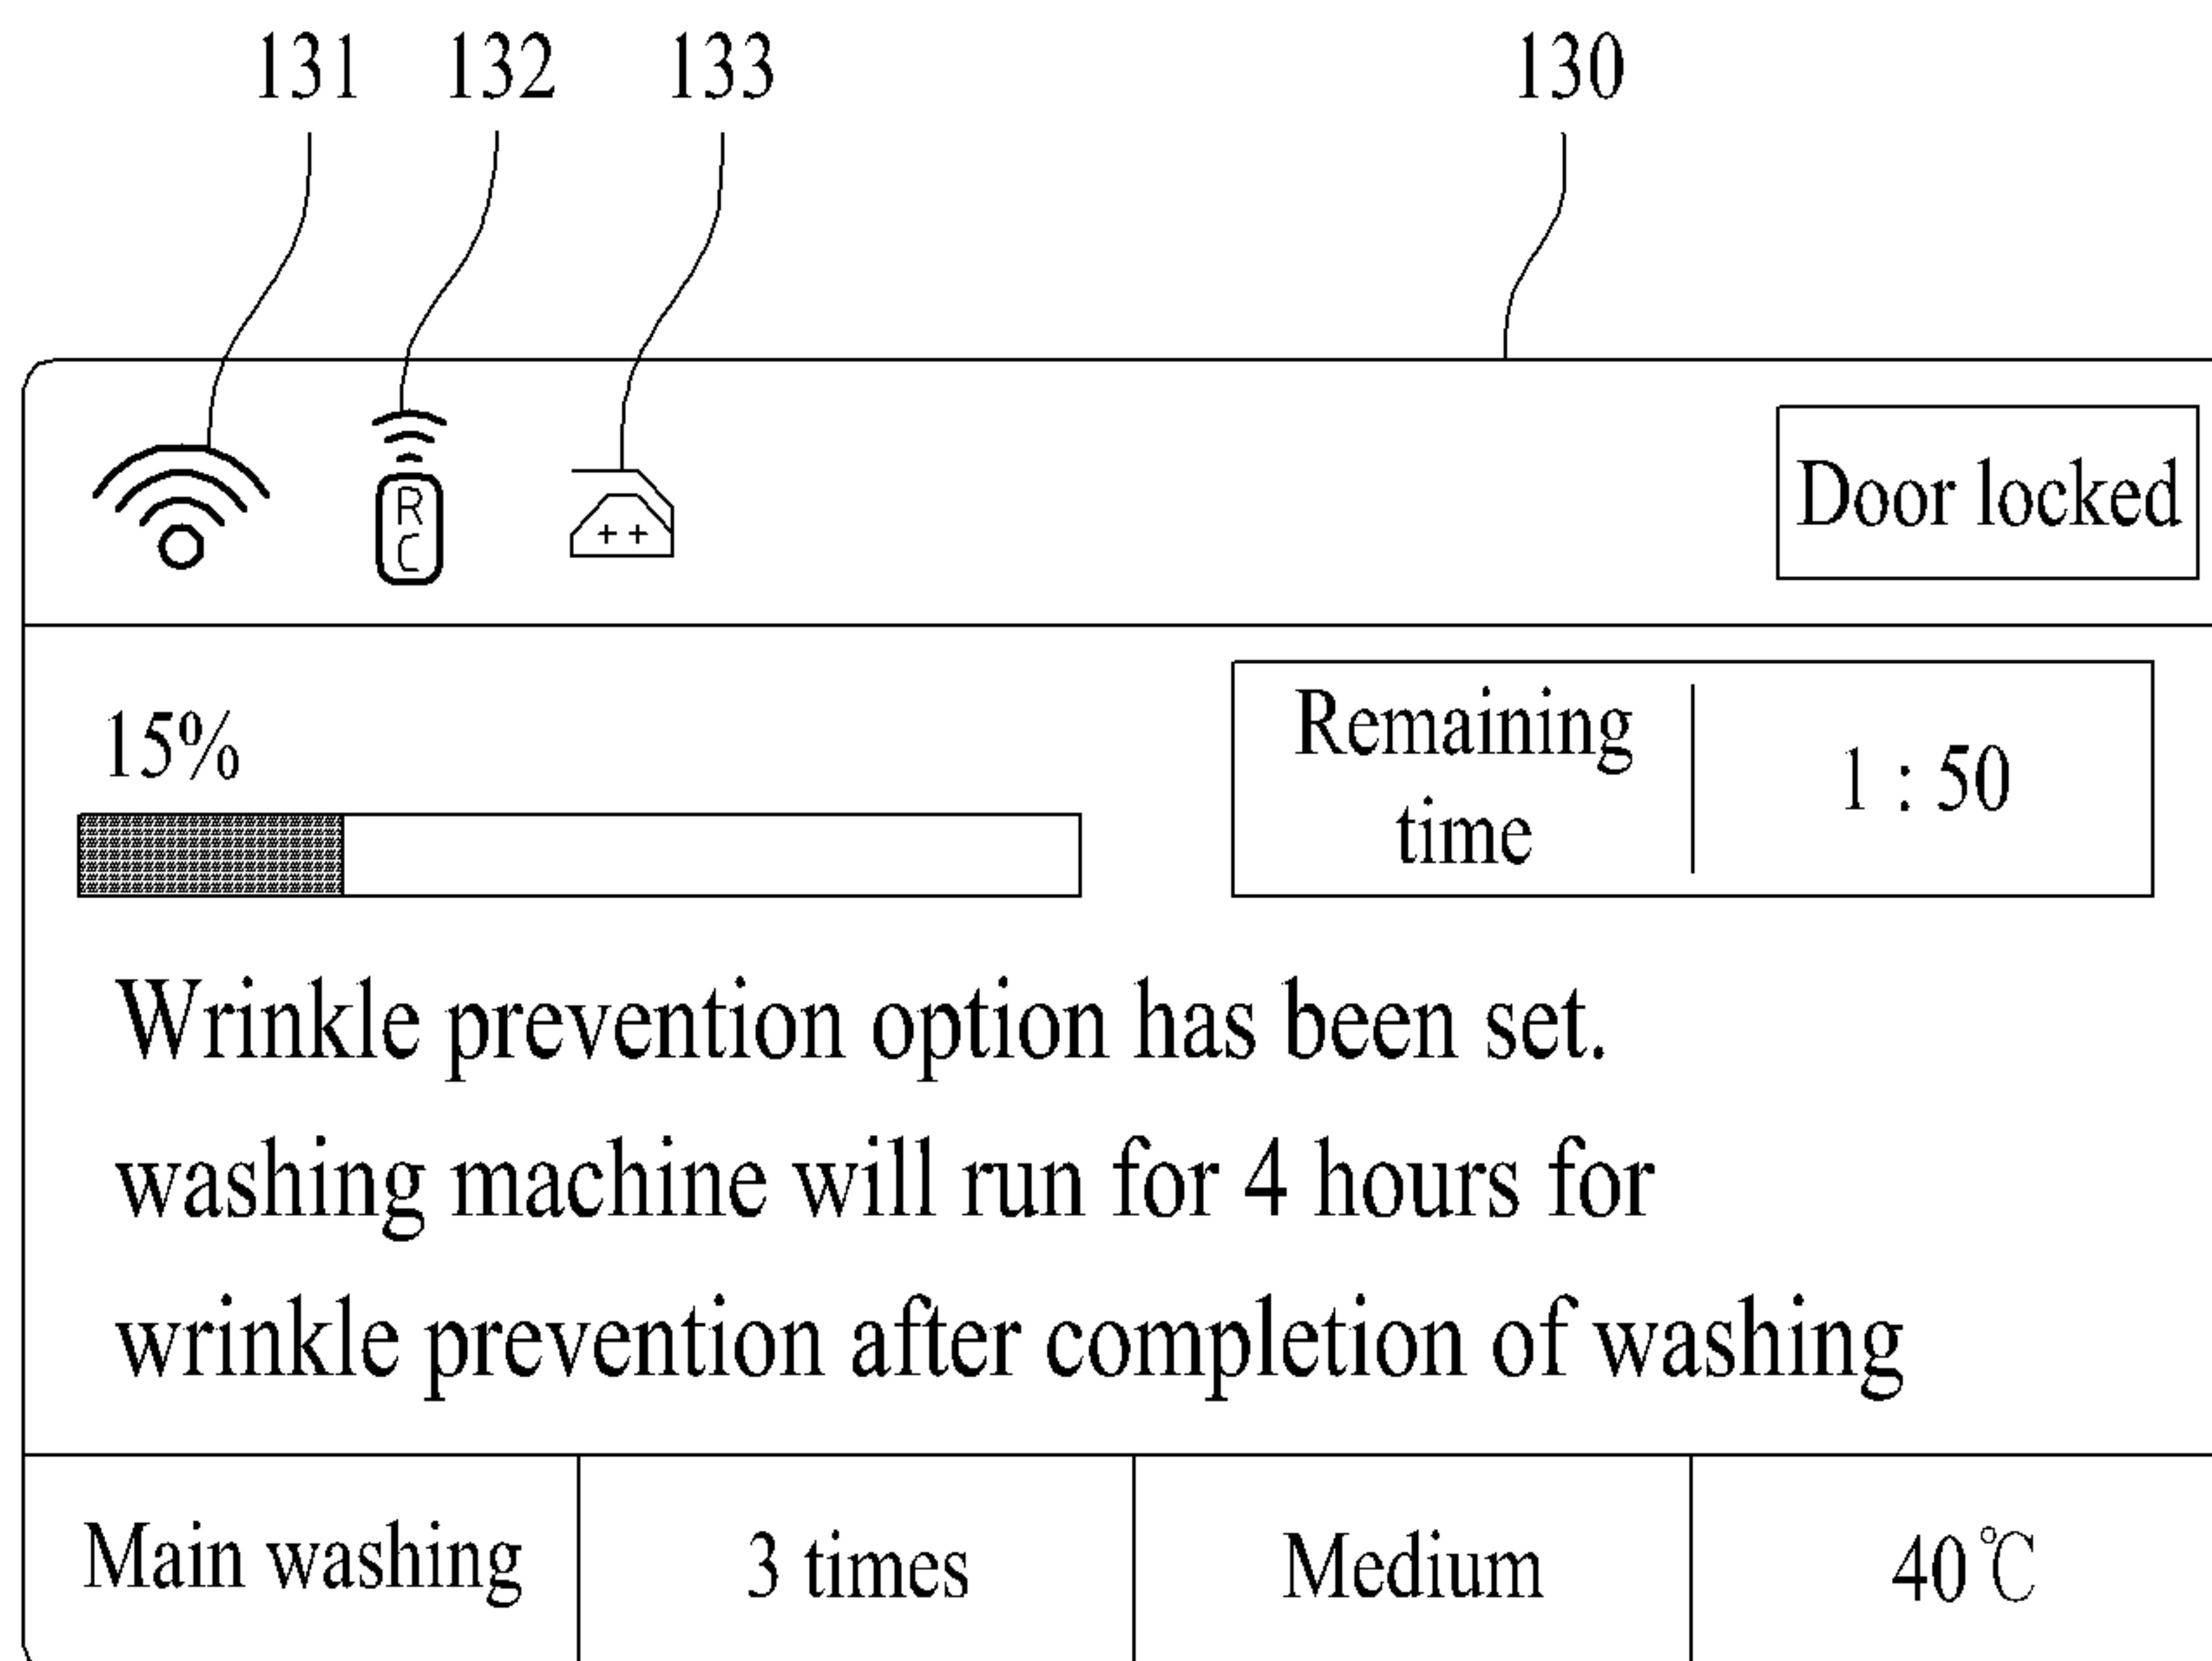 131 132 133 130
R
C
Door locked
15%
Remaining
time
1 : 50
Wrinkle prevention option has been set.
washing machine will run for 4 hours for
wrinkle prevention after completion of washing
Main washing 3 times Medium 40℃